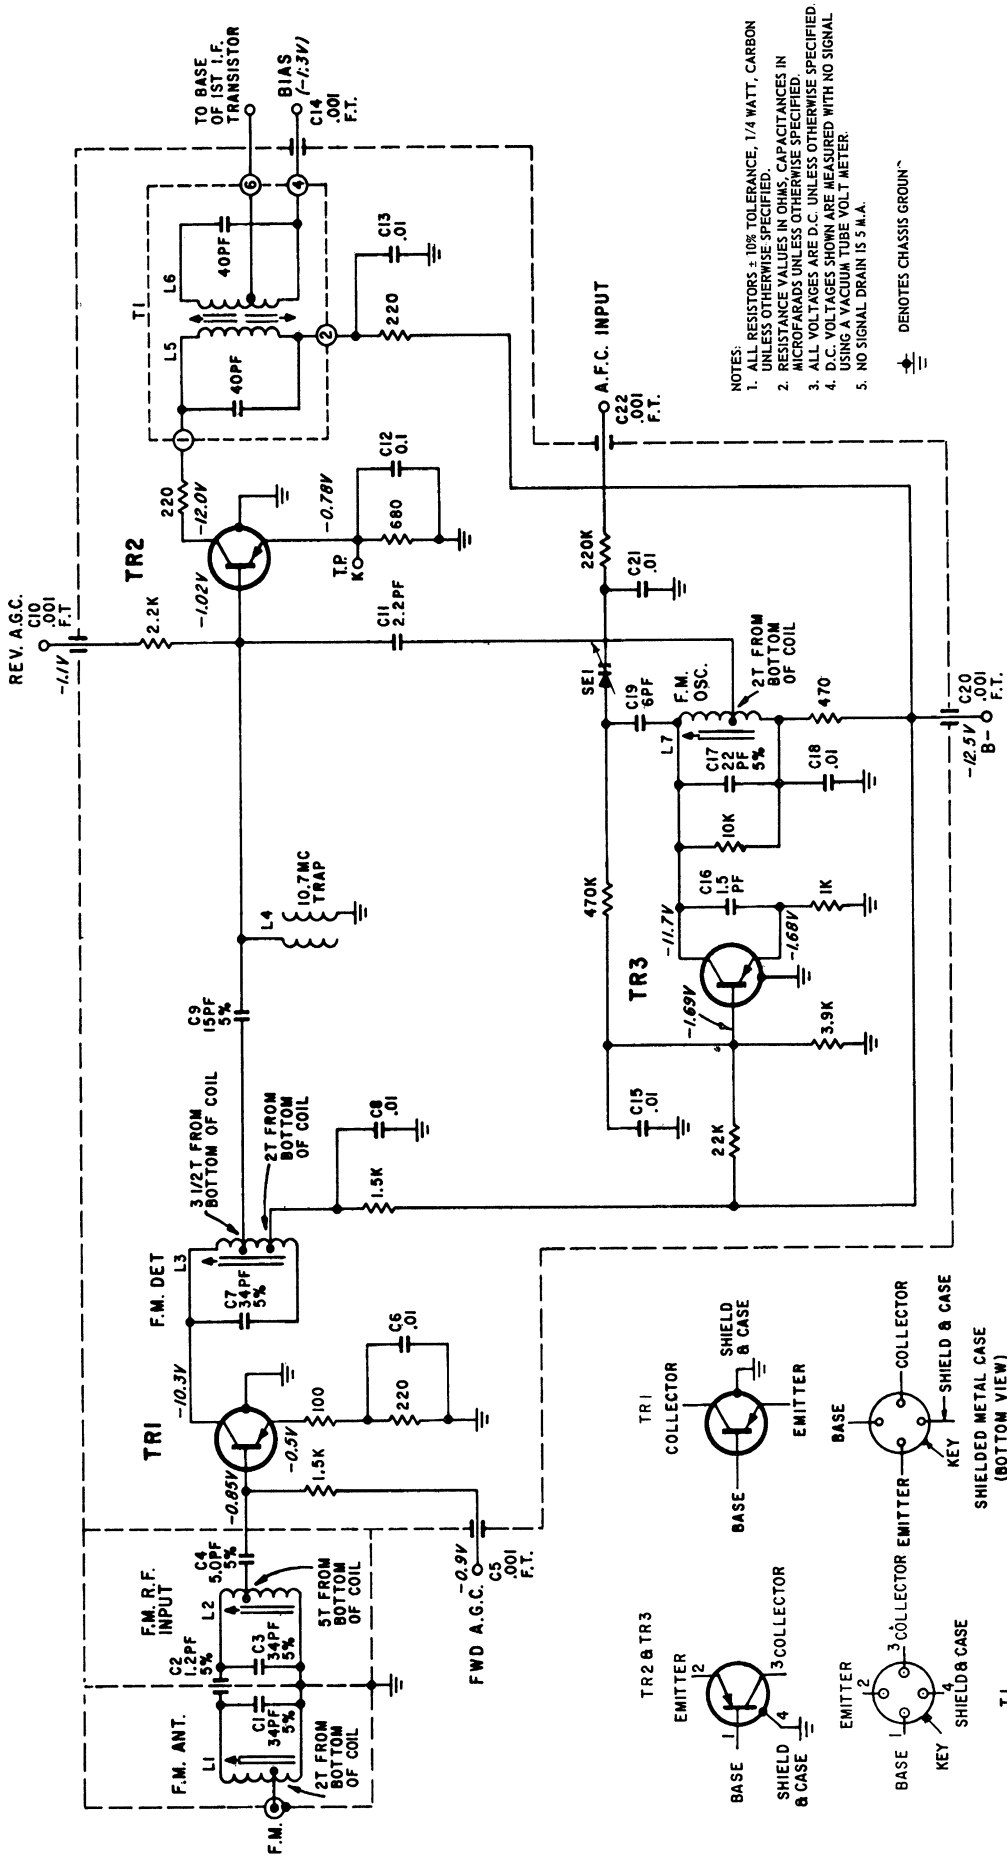 F.M.
F.M. ANT.
L1
C1
34PF
5%
2T FROM
BOTTOM
OF COIL
C2
1.2PF
5%
F.M. R.F.
INPUT
L2
C3
34PF
5%
C4
5.0PF
5%
5T FROM
BOTTOM
OF COIL
FWD A.G.C.
-0.9V
C5
.001
F.T.
-0.85V
1.5K
TR1
-10.3V
-0.5V
100
220
C6
.01
F.M. DET
C7
34PF
5%
L3
3 1/2T FROM
BOTTOM OF COIL
2T FROM
BOTTOM
OF COIL
C8
.01
1.5K
C9
15PF
5%
L4
10.7MC
TRAP
REV. A.G.C.
C10
.001
F.T
-1.1V
2.2K
-1.02V
TR2
-12.0V
220
-0.78V
T.P.
K
680
C12
0.1
C11
2.2PF
T1
1
L5
40PF
L6
40PF
2
6
4
TO BASE
OF 1ST I.F.
TRANSISTOR
BIAS
(-1.3V)
C14
.001
F.T.
C13
.01
220
A.F.C. INPUT
C22
.001
F.T.
220K
C21
.01
SE1
470K
C15
.01
22K
3.9K
TR3
-1.69V
-11.7V
-1.68V
C16
1.5
PF
1K
10K
C17
22
PF
5%
L7
C19
6PF
F.M.
OSC.
2T FROM
BOTTOM
OF COIL
C18
.01
470
-12.5V
B-
C20
.001
F.T.
NOTES:
1. ALL RESISTORS ± 10% TOLERANCE, 1/4 WATT, CARBON
UNLESS OTHERWISE SPECIFIED.
2. RESISTANCE VALUES IN OHMS, CAPACITANCES IN
MICROFARADS UNLESS OTHERWISE SPECIFIED.
3. ALL VOLTAGES ARE D.C. UNLESS OTHERWISE SPECIFIED.
4. D.C. VOLTAGES SHOWN ARE MEASURED WITH NO SIGNAL
USING A VACUUM TUBE VOLT METER.
5. NO SIGNAL DRAIN IS 5 M.A.
DENOTES CHASSIS GROUN
TR2 & TR3
EMITTER
2
BASE
1
3
COLLECTOR
4
SHIELD
& CASE
TR1
COLLECTOR
BASE
SHIELD
& CASE
EMITTER
EMITTER
2
BASE 1
3 COLLECTOR
4
KEY
SHIELD & CASE
BASE
EMITTER
COLLECTOR
KEY
SHIELD & CASE
SHIELDED METAL CASE
(BOTTOM VIEW)
T1